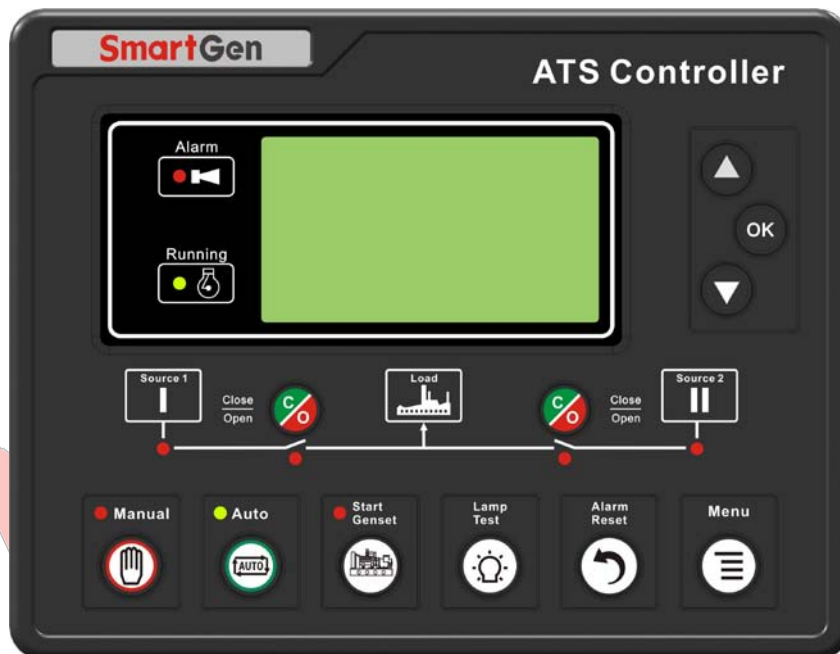 SmartGen
ATS Controller
Alarm
Running
OK
Source 1
I
Close
Open
C/O
Load
C/O
Close
Open
Source 2
II
Manual
Auto
Start
Genset
Lamp
Test
Alarm
Reset
Menu
AUTO